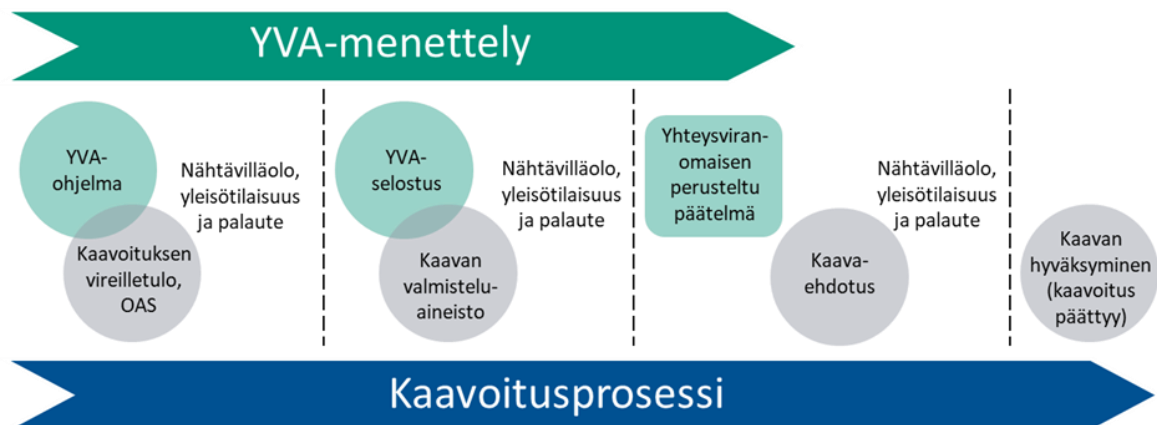 YVA-menettely
YVA-
ohjelma
Kaavoituksen
vireilletulo,
OAS
Nähtävilläolo,
yleisötilaisuus
ja palaute
YVA-
selostus
Kaavan
valmistelu-
aineisto
Nähtävilläolo,
yleisötilaisuus
ja palaute
Yhteysviran-
omaisen
perusteltu
päätelmä
Kaava-
ehdotus
Nähtävilläolo,
yleisötilaisuus
ja palaute
Kaavan
hyväksyminen
(kaavoitus
päättyy)
Kaavoitusprosessi